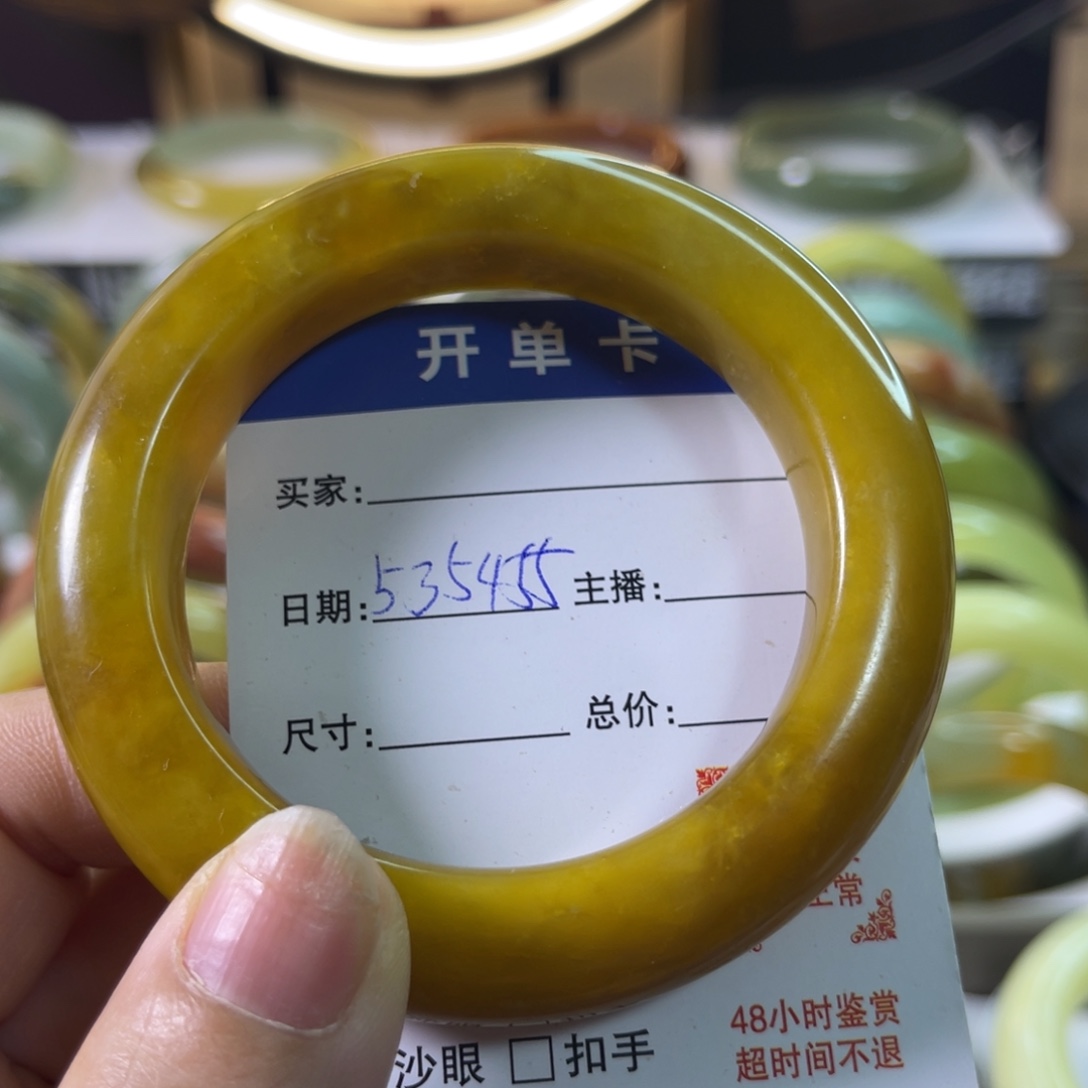 开单卡
买家:
日期:535455 主播:
尺寸: 总价:
常
48小时鉴赏
沙眼 □扣手
超时间不退